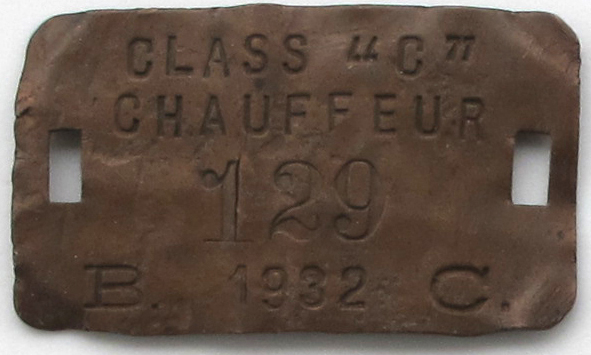 CLASS "C"
CHAUFFEUR
129
B. 1932 C.